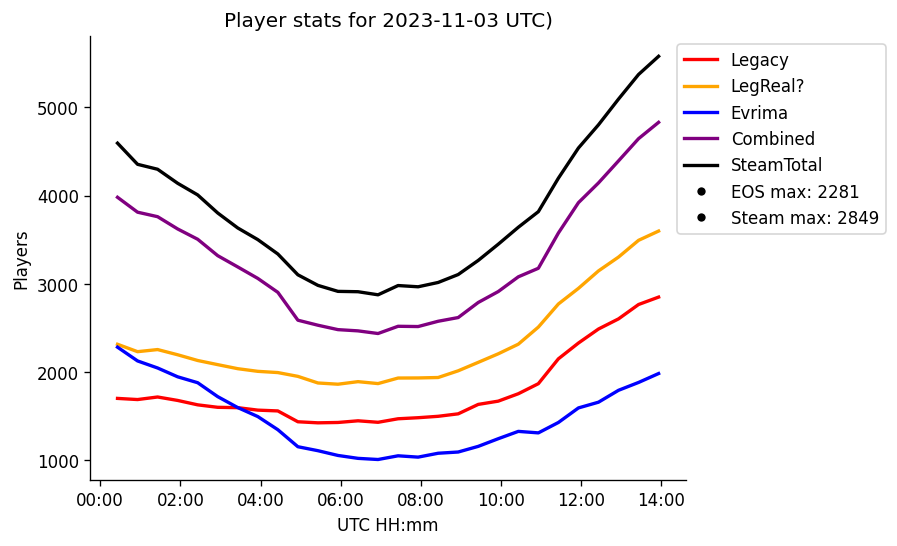 Player stats for 2023-11-03 UTC)
Legacy
LegReal?
Evrima
Combined
SteamTotal
EOS max: 2281
Steam max: 2849
Players
5000
4000
3000
2000
1000
00:00 02:00 04:00 06:00 08:00 10:00 12:00 14:00
UTC HH:mm